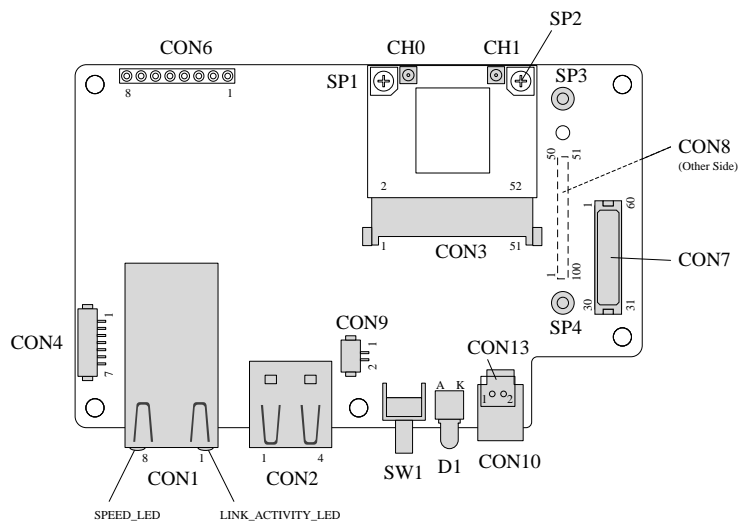 SP2
CON6
CH0
CH1
SP1
SP3
8
1
50
51
CON8
(Other Side)
2
52
1
60
CON3
1
51
CON7
1
100
30
31
SP4
CON4
1
7
CON9
1
2
CON13
A
K
1
2
8
1
1
4
CON1
CON2
SW1
D1
CON10
SPEED_LED
LINK_ACTIVITY_LED